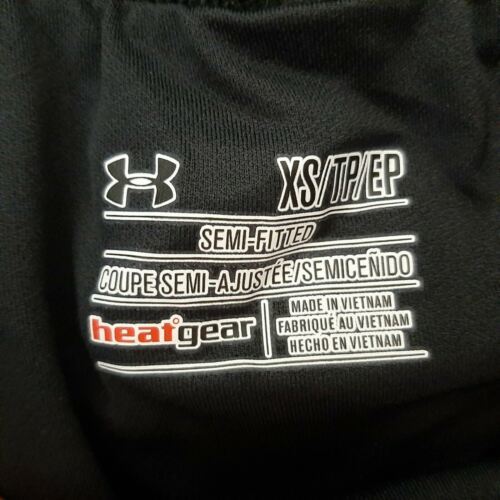 XS/TP/EP
SEMI-FITTED
COUPE SEMI-AJUSTÉE/SEMICEÑIDO
heatgear
MADE IN VIETNAM
FABRIQUÉ AU VIETNAM
HECHO EN VIETNAM